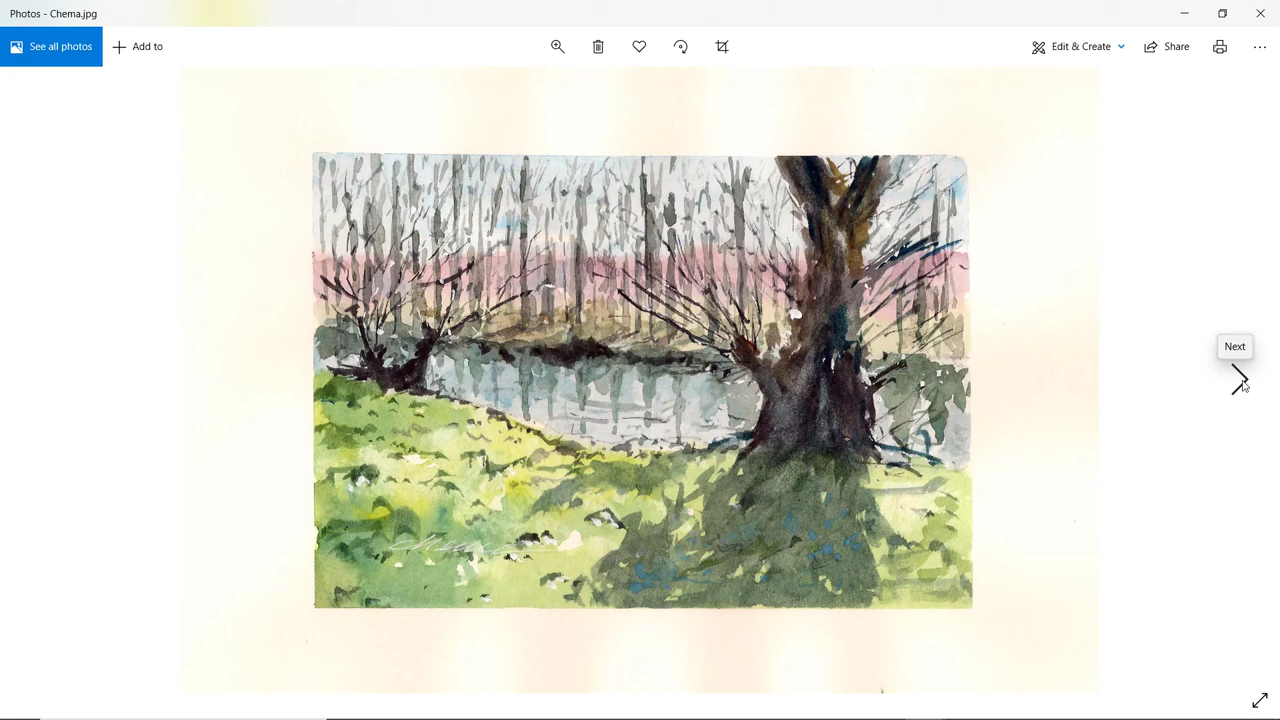 Photos - Chema.jpg
See all photos
Add to
Edit & Create
Share
Next